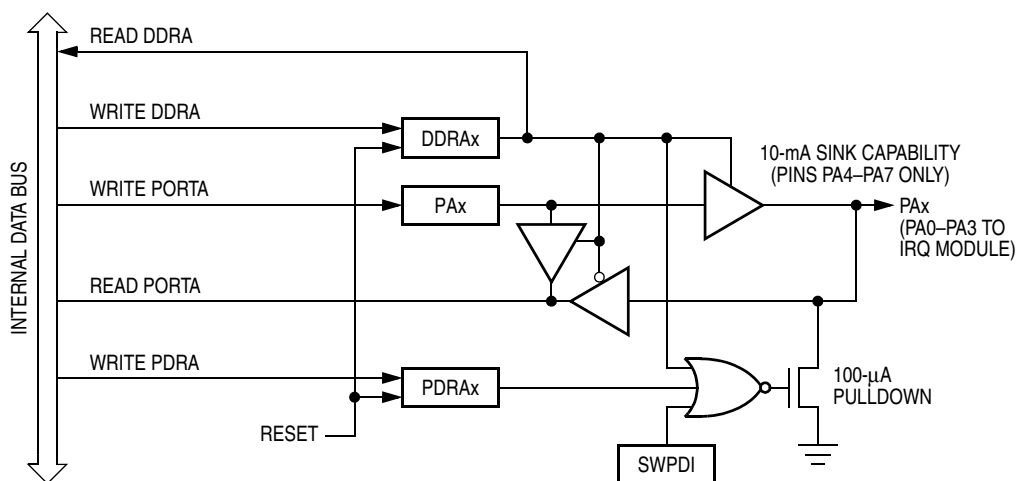 READ DDRA
WRITE DDRA
DDRAx
10-mA SINK CAPABILITY
(PINS PA4–PA7 ONLY)
WRITE PORTA
PAx
PAx
(PA0–PA3 TO
IRQ MODULE)
INTERNAL DATA BUS
READ PORTA
WRITE PDRA
PDRAx
100-μA
PULLDOWN
RESET
SWPDI